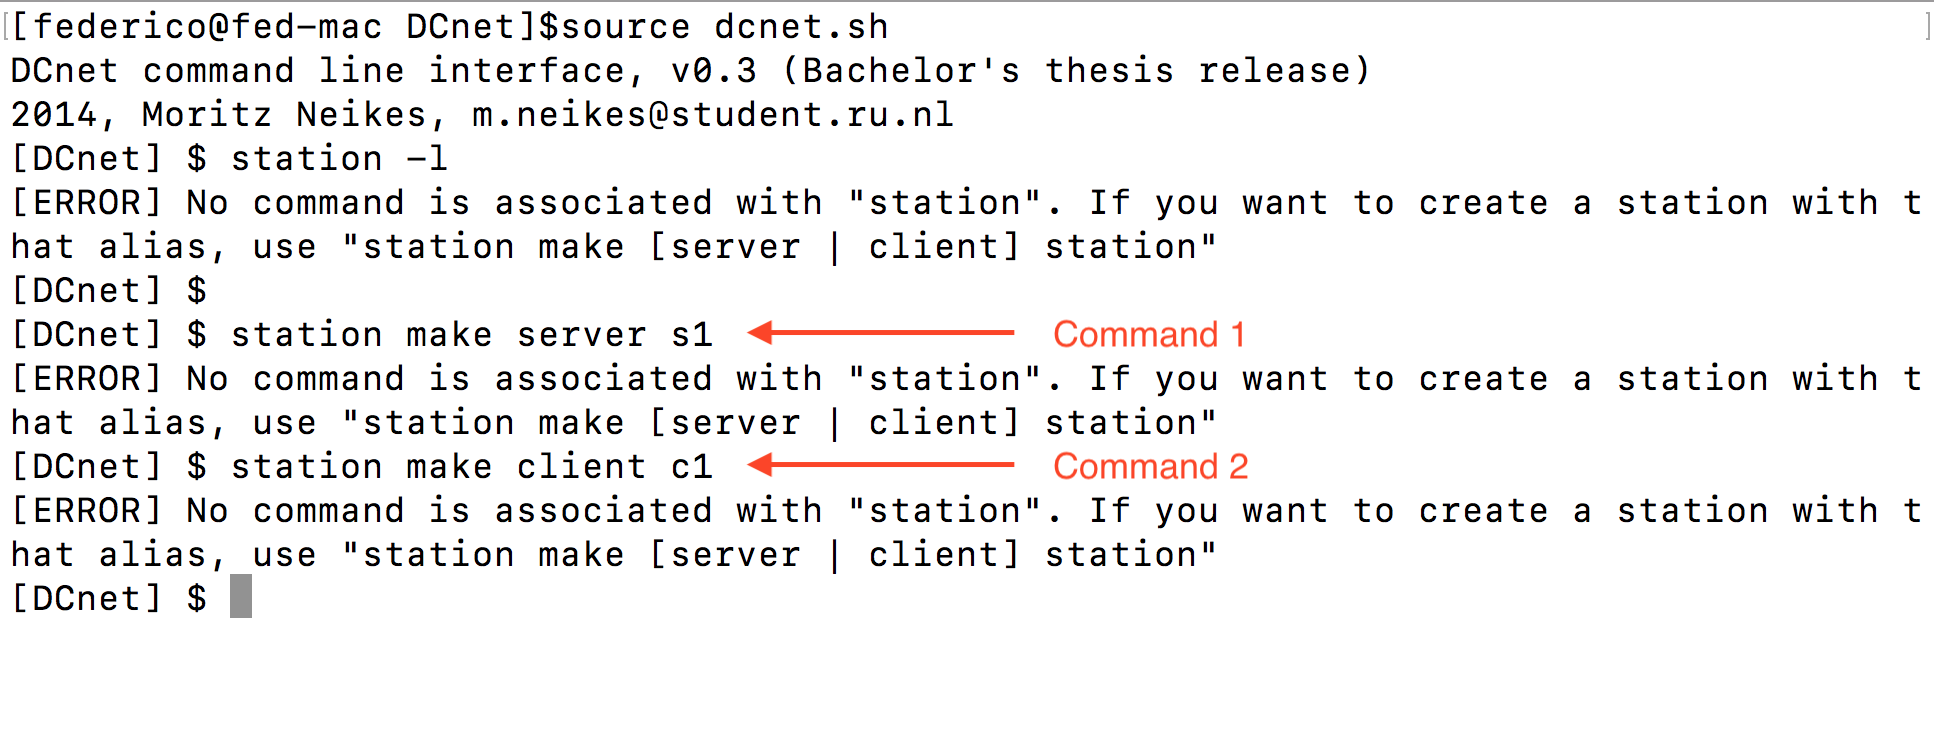 [federico@fed-mac DCnet]$source dcnet.sh
DCnet command line interface, v0.3 (Bachelor's thesis release)
2014, Moritz Neikes, m.neikes@student.ru.nl
[DCnet] $ station -l
[ERROR] No command is associated with "station". If you want to create a station with t
hat alias, use "station make [server | client] station"
[DCnet] $
[DCnet] $ station make server s1 Command 1
[ERROR] No command is associated with "station". If you want to create a station with t
hat alias, use "station make [server | client] station"
[DCnet] $ station make client c1 Command 2
[ERROR] No command is associated with "station". If you want to create a station with t
hat alias, use "station make [server | client] station"
[DCnet] $